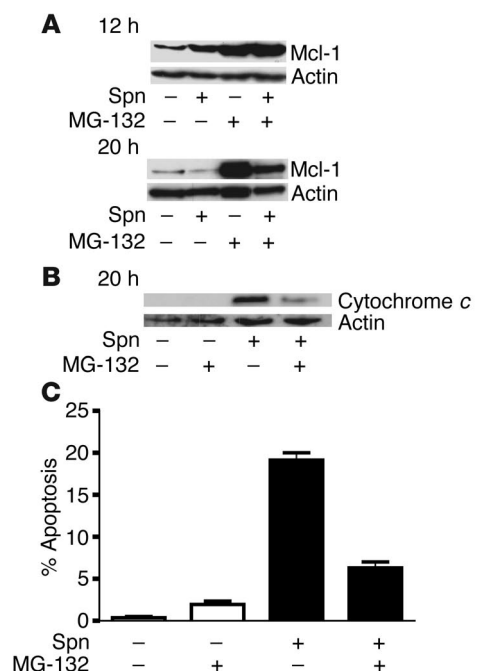 A
12 h
Mcl-1
Actin
Spn – + – +
MG-132 – – + +
20 h
Mcl-1
Actin
Spn – + – +
MG-132 – – + +
B
20 h
Cytochrome c
Actin
Spn – – + +
MG-132 – + – +
C
25
20
15
10
5
0
% Apoptosis
Spn – – + +
MG-132 – + – +